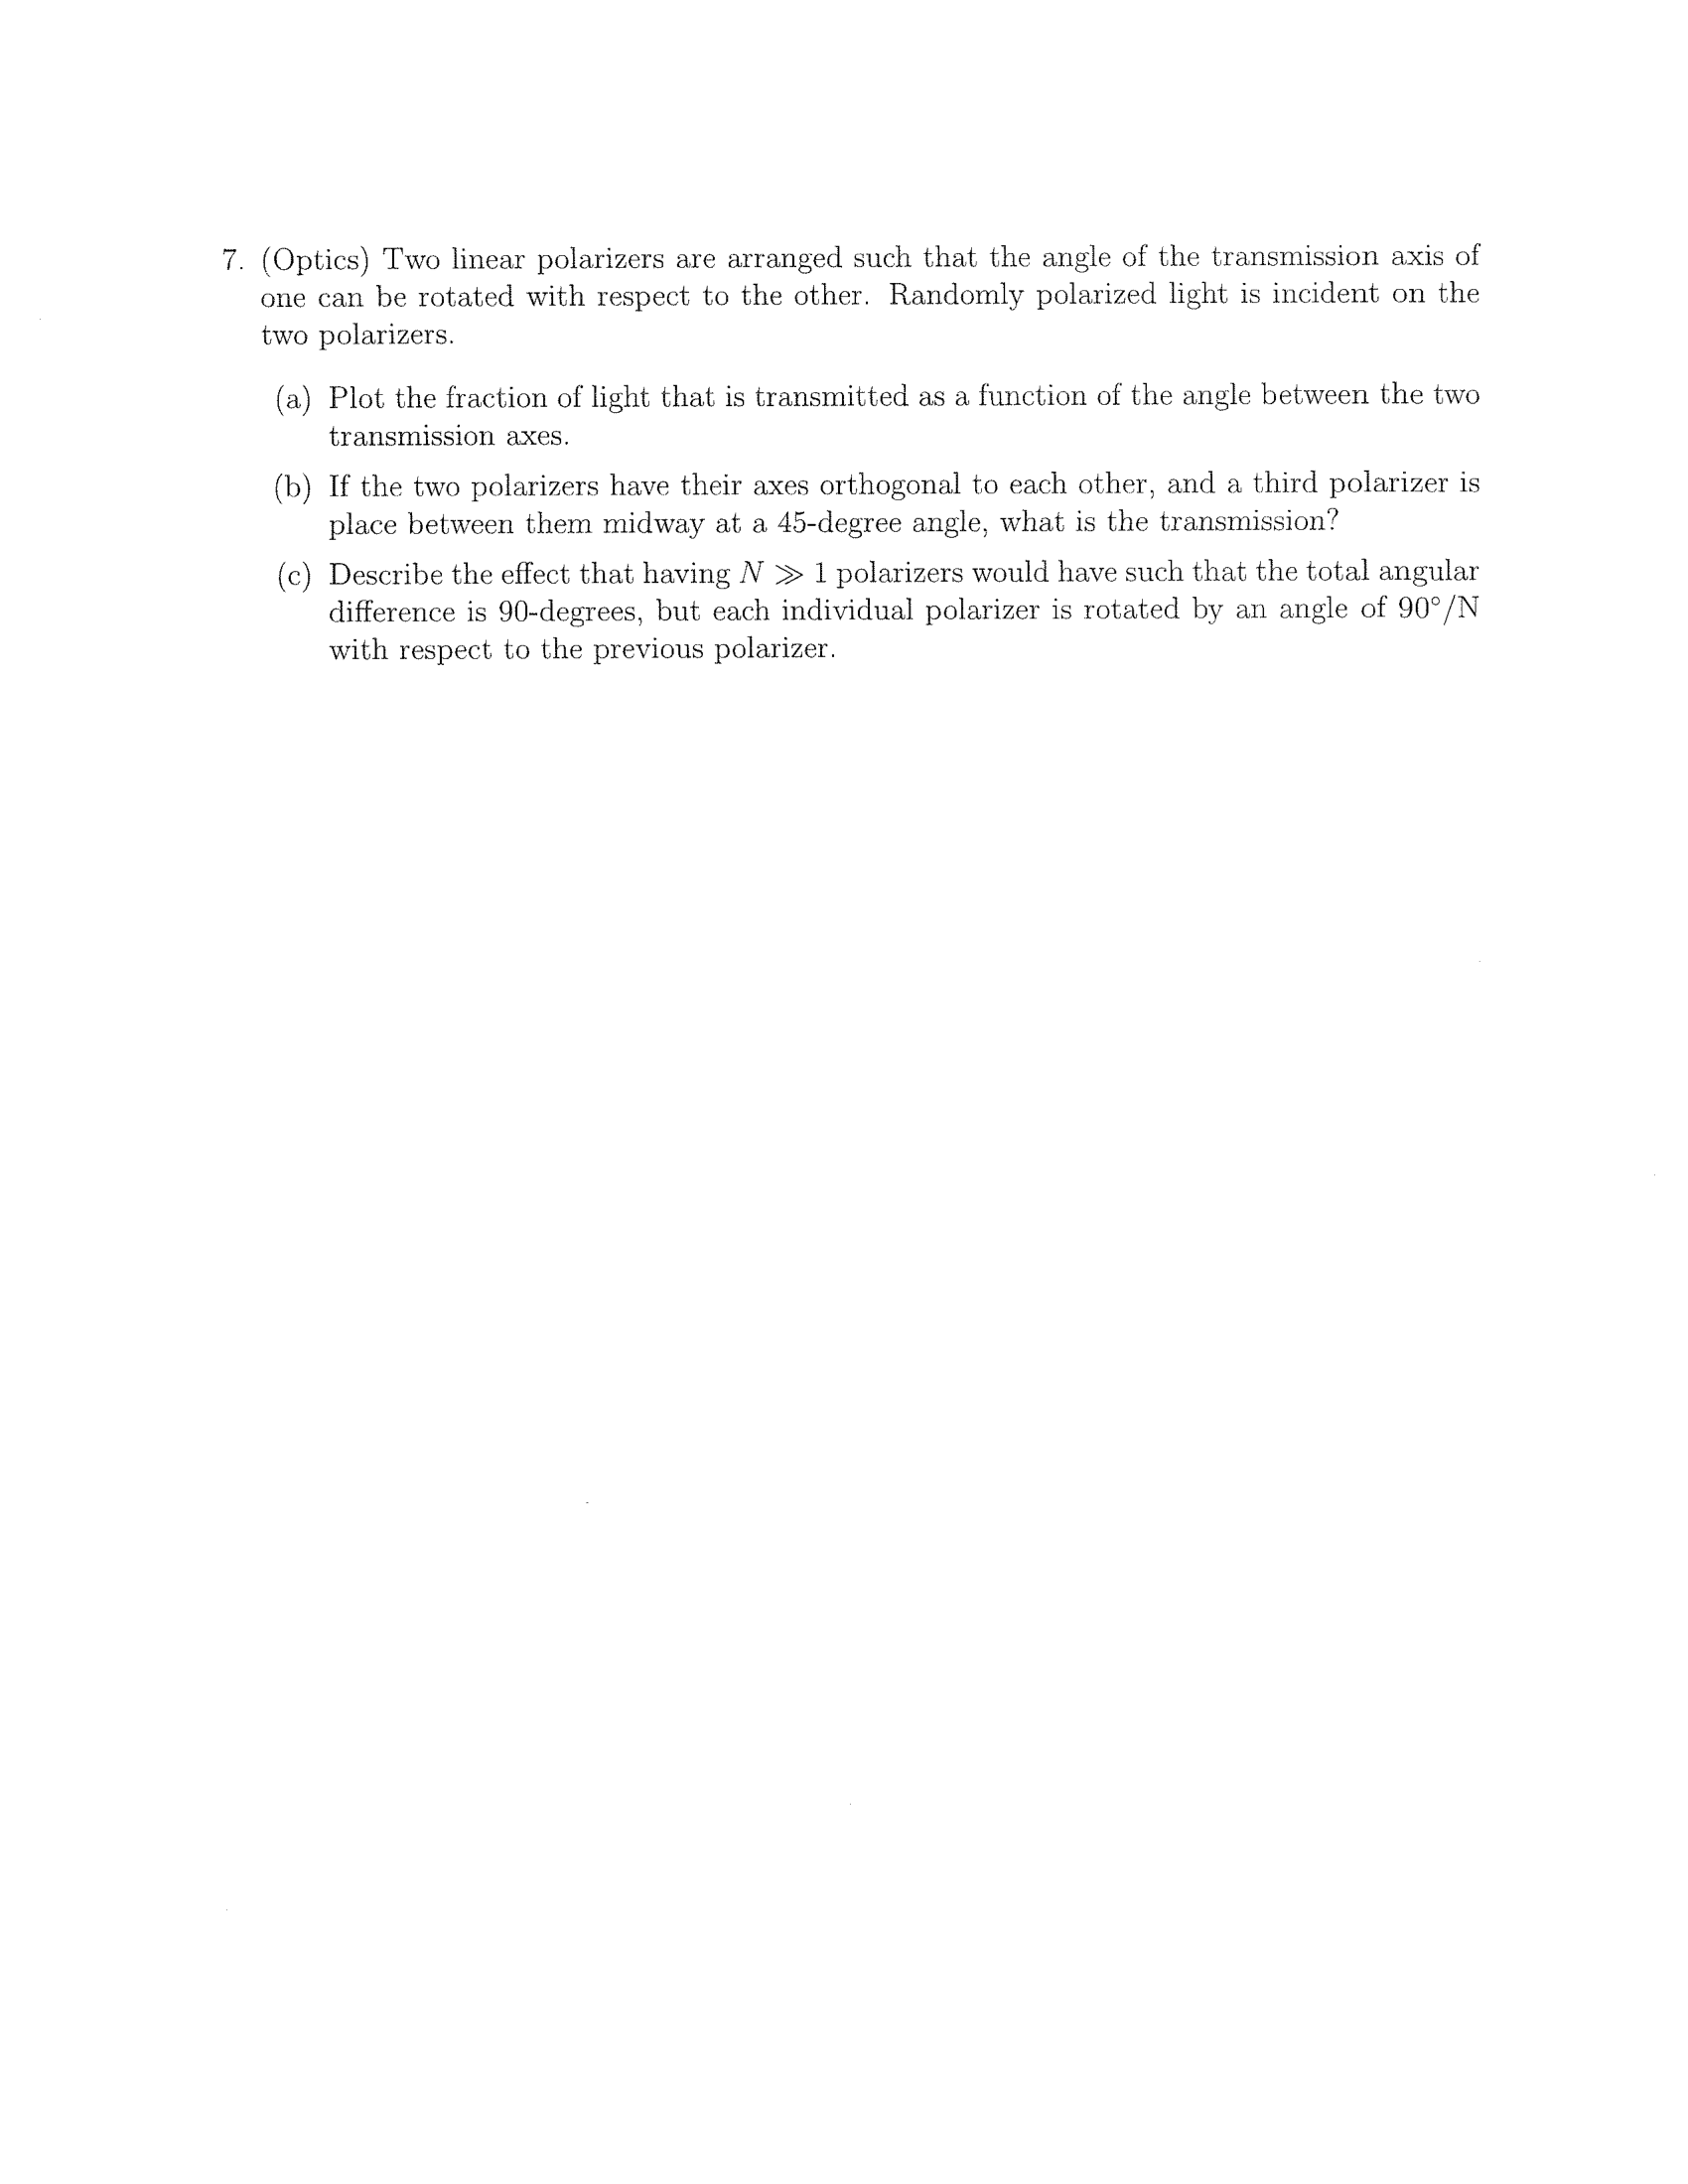 7. (Optics) Two linear polarizers are arranged such that the angle of the transmission axis of
one can be rotated with respect to the other. Randomly polarized light is incident on the
two polarizers.
(a) Plot the fraction of light that is transmitted as a function of the angle between the two
transmission axes.
(b) If the two polarizers have their axes orthogonal to each other, and a third polarizer is
place between them midway at a 45-degree angle, what is the transmission?
(c) Describe the effect that having N ≫ 1 polarizers would have such that the total angular
difference is 90-degrees, but each individual polarizer is rotated by an angle of 90°/N
with respect to the previous polarizer.